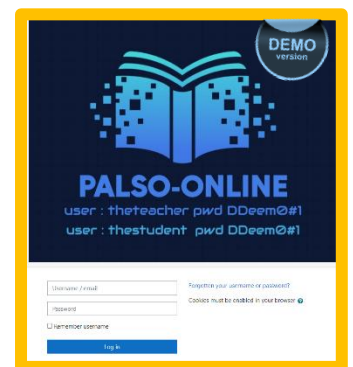 DEMO
version
PALSO-ONLINE
user : theteacher pwd DDeem0#1
user : thestudent pwd DDeem0#1
Username / email
Forgotten your username or password?
Password
Cookies must be enabled in your browser
Remember username
Log in